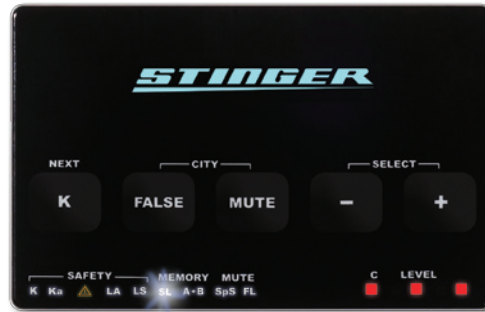 STINGER
NEXT CITY SELECT
K FALSE MUTE - +
SAFETY MEMORY MUTE C LEVEL
K Ka LA LS SL A+B SpS FL